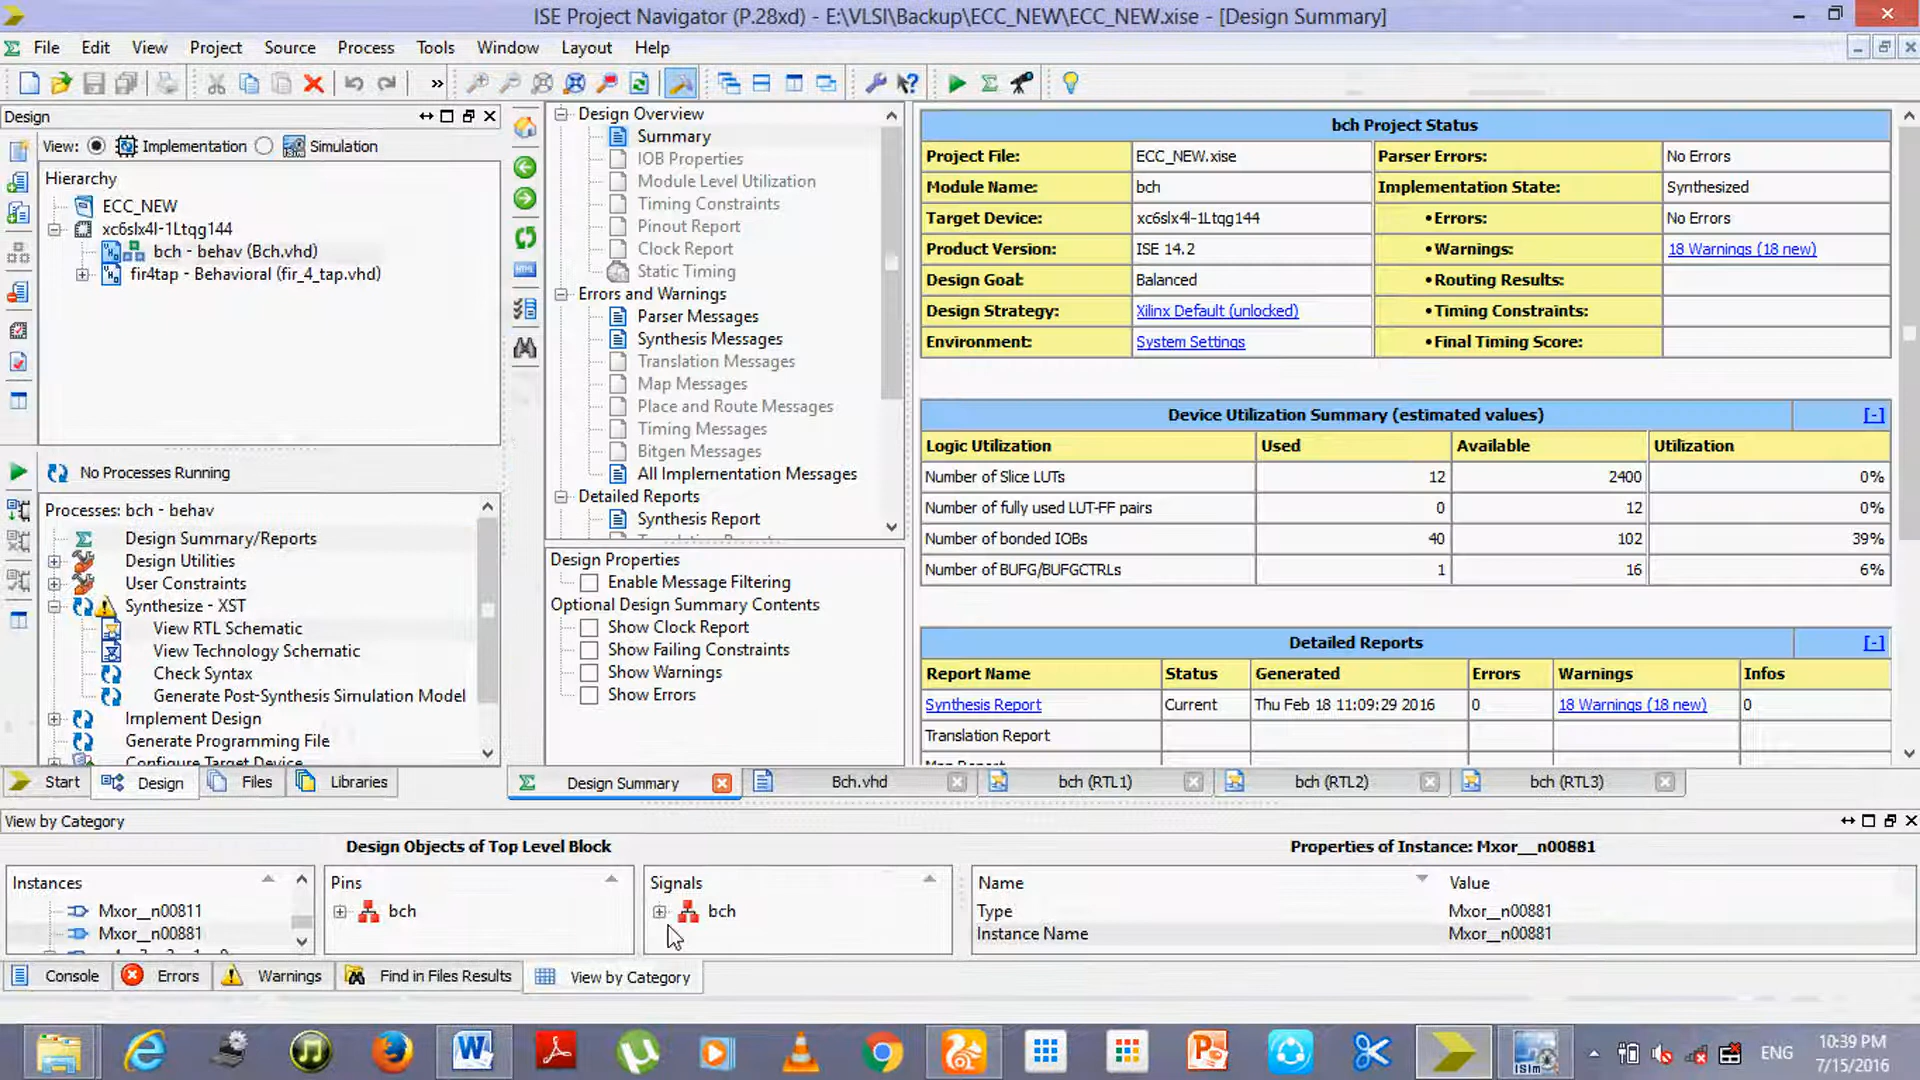 ISE Project Navigator (P.28xd) - E:\VLSI\Backup\ECC_NEW\ECC_NEW.xise - [Design Summary]
File Edit View Project Source Process Tools Window Layout Help
»
Design
View: Implementation Simulation
Hierarchy
ECC_NEW
xc6slx4l-1Ltqg144
bch - behav (Bch.vhd)
fir4tap - Behavioral (fir_4_tap.vhd)
No Processes Running
Processes: bch - behav
Design Summary/Reports
Design Utilities
User Constraints
Synthesize - XST
View RTL Schematic
View Technology Schematic
Check Syntax
Generate Post-Synthesis Simulation Model
Implement Design
Generate Programming File
Configure Target Device
Start Design Files Libraries
Design Overview
Summary
IOB Properties
Module Level Utilization
Timing Constraints
Pinout Report
Clock Report
Static Timing
Errors and Warnings
Parser Messages
Synthesis Messages
Translation Messages
Map Messages
Place and Route Messages
Timing Messages
Bitgen Messages
All Implementation Messages
Detailed Reports
Synthesis Report
Design Properties
Enable Message Filtering
Optional Design Summary Contents
Show Clock Report
Show Failing Constraints
Show Warnings
Show Errors
bch Project Status
Project File: ECC_NEW.xise Parser Errors: No Errors
Module Name: bch Implementation State: Synthesized
Target Device: xc6slx4l-1Ltqg144 •Errors: No Errors
Product Version: ISE 14.2 •Warnings: 18 Warnings (18 new)
Design Goal: Balanced •Routing Results:
Design Strategy: Xilinx Default (unlocked) •Timing Constraints:
Environment: System Settings •Final Timing Score:
Device Utilization Summary (estimated values) [-]
Logic Utilization Used Available Utilization
Number of Slice LUTs 12 2400 0%
Number of fully used LUT-FF pairs 0 12 0%
Number of bonded IOBs 40 102 39%
Number of BUFG/BUFGCTRLs 1 16 6%
Detailed Reports [-]
Report Name Status Generated Errors Warnings Infos
Synthesis Report Current Thu Feb 18 11:09:29 2016 0 18 Warnings (18 new) 0
Translation Report
Design Summary Bch.vhd bch (RTL1) bch (RTL2) bch (RTL3)
View by Category
Design Objects of Top Level Block Properties of Instance: Mxor__n00881
Instances Pins Signals Name Value
Mxor__n00811 bch bch Type Mxor__n00881
Mxor__n00881 Instance Name Mxor__n00881
Console Errors Warnings Find in Files Results View by Category
ISim
ENG
10:39 PM
7/15/2016